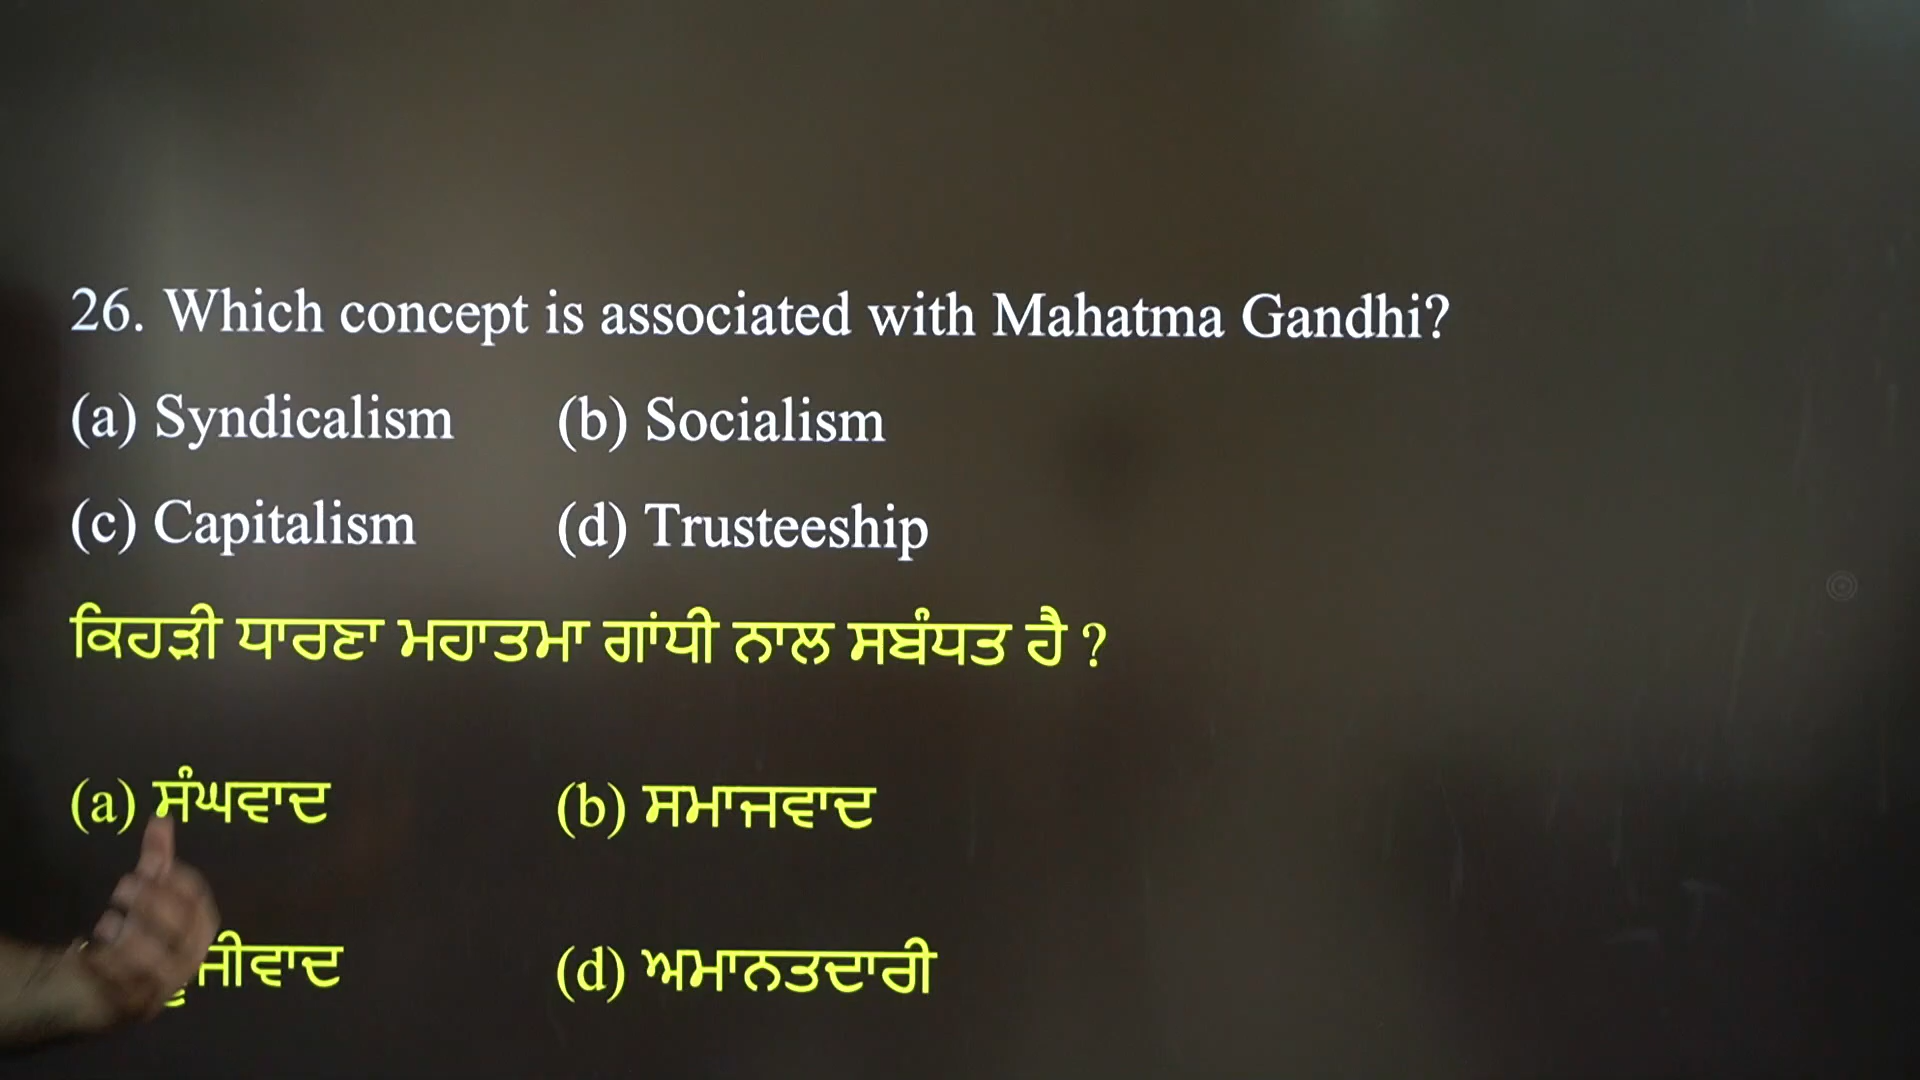 26. Which concept is associated with Mahatma Gandhi?
(a) Syndicalism (b) Socialism
(c) Capitalism (d) Trusteeship
ਕਿਹੜੀ ਧਾਰਣਾ ਮਹਾਤਮਾ ਗਾਂਧੀ ਨਾਲ ਸਬੰਧਤ ਹੈ ?
(a) ਸੰਘਵਾਦ (b) ਸਮਾਜਵਾਦ
(d) ਅਮਾਨਤਦਾਰੀ